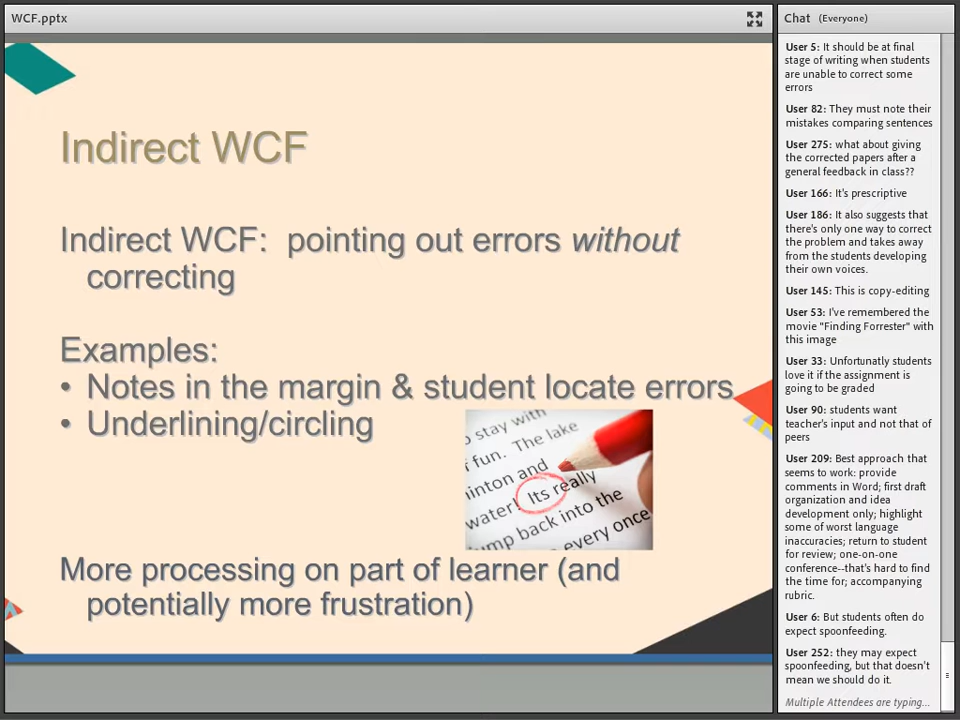 WCF.pptx
Indirect WCF
Indirect WCF: pointing out errors without
correcting
Examples:
• Notes in the margin & student locate errors
• Underlining/circling
to stay with
f fun. The lake
inton and
water! Its really
ump back into the
every once
More processing on part of learner (and
potentially more frustration)
Chat (Everyone)
User 5: It should be at final
stage of writing when students
are unable to correct some
errors
User 82: They must note their
mistakes comparing sentences
User 275: what about giving
the corrected papers after a
general feedback in class??
User 166: It's prescriptive
User 186: It also suggests that
there's only one way to correct
the problem and takes away
from the students developing
their own voices.
User 145: This is copy-editing
User 53: I've remembered the
movie "Finding Forrester" with
this image
User 33: Unfortunatly students
love it if the assignment is
going to be graded
User 90: students want
teacher's input and not that of
peers
User 209: Best approach that
seems to work: provide
comments in Word; first draft
organization and idea
development only; highlight
some of worst language
inaccuracies; return to student
for review; one-on-one
conference--that's hard to find
the time for; accompanying
rubric.
User 6: But students often do
expect spoonfeeding.
User 252: they may expect
spoonfeeding, but that doesn't
mean we should do it.
Multiple Attendees are typing...